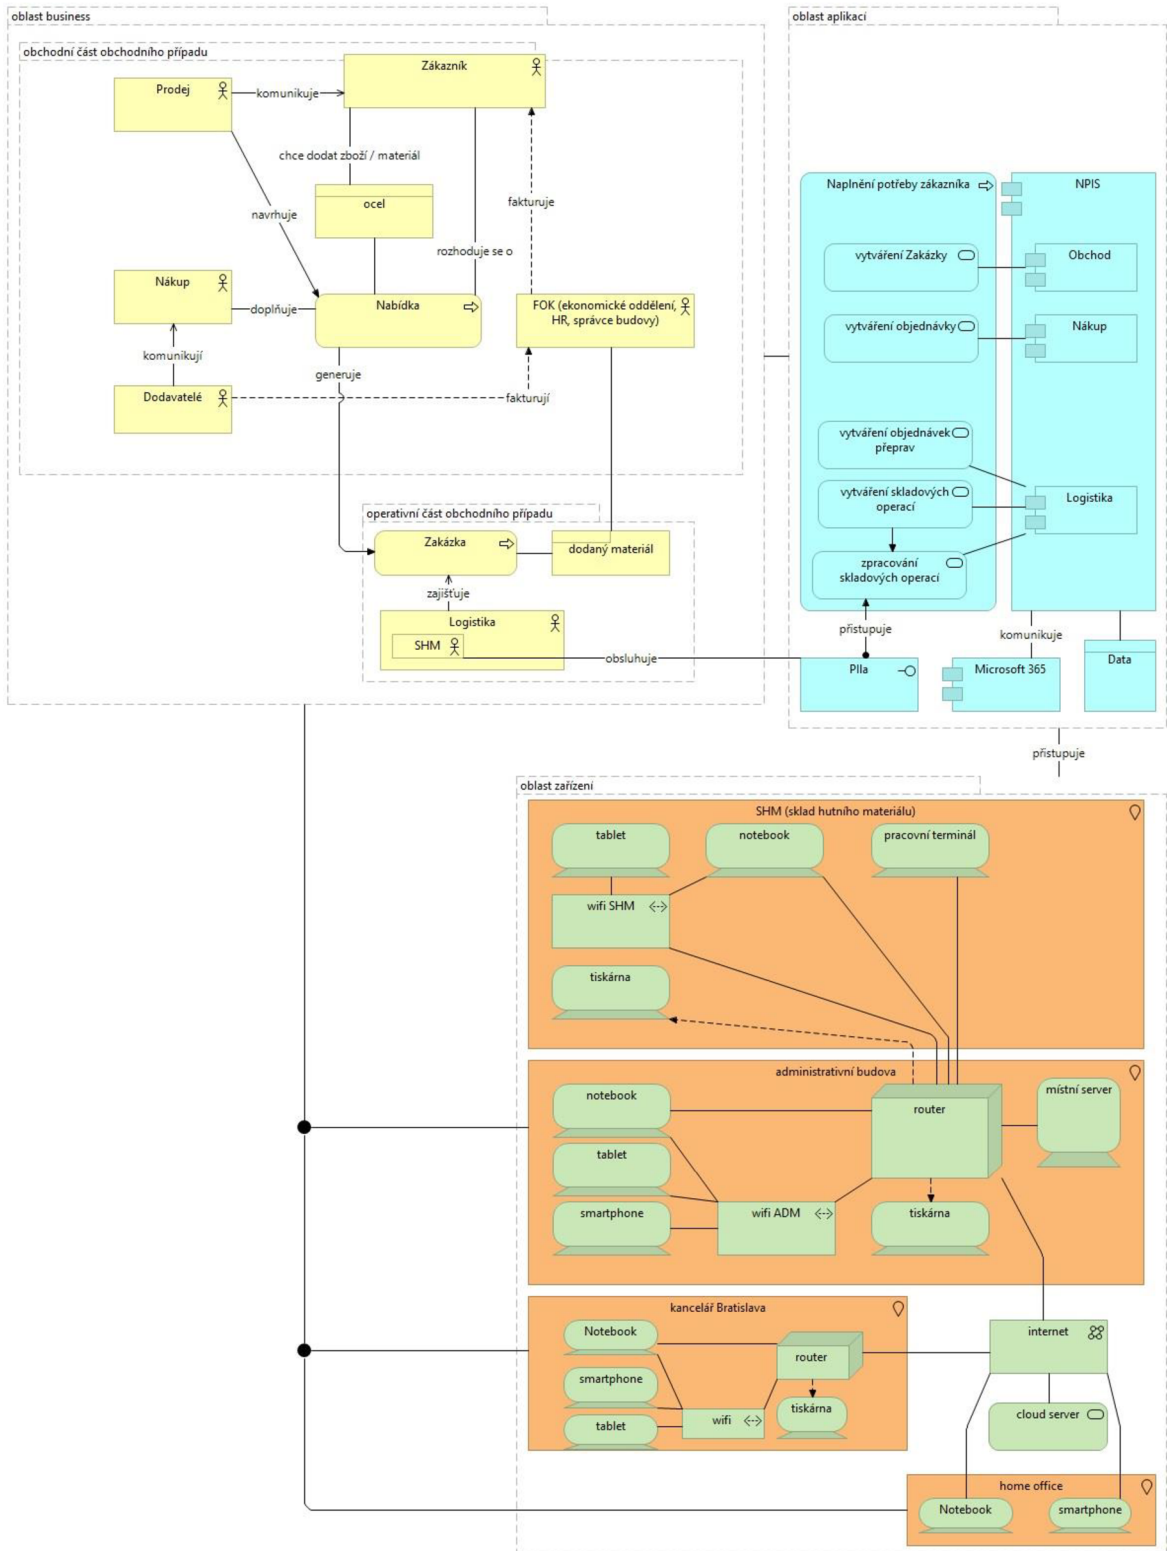 oblast business
oblast aplikací
obchodní část obchodního případu
Zákazník
Prodej
komunikuje
chce dodat zboží / materiál
ocel
navrhuje
fakturuje
rozhoduje se o
Nákup
doplňuje
Nabídka
FOK (ekonomické oddělení,
HR, správce budovy)
komunikují
generuje
Dodavatelé
fakturují
operativní část obchodního případu
Zakázka
dodaný materiál
zajišťuje
Logistika
SHM
obsluhuje
Naplnění potřeby zákazníka
NPIS
vytváření Zakázky
Obchod
vytváření objednávky
Nákup
vytváření objednávek
přeprav
vytváření skladových
operací
Logistika
zpracování
skladových operací
přistupuje
komunikuje
PIIa
Microsoft 365
Data
přistupuje
oblast zařízení
SHM (sklad hutního materiálu)
tablet
notebook
pracovní terminál
wifi SHM
tiskárna
administrativní budova
notebook
router
místní server
tablet
smartphone
wifi ADM
tiskárna
kancelář Bratislava
Notebook
router
internet
smartphone
tiskárna
wifi
tablet
cloud server
home office
Notebook
smartphone